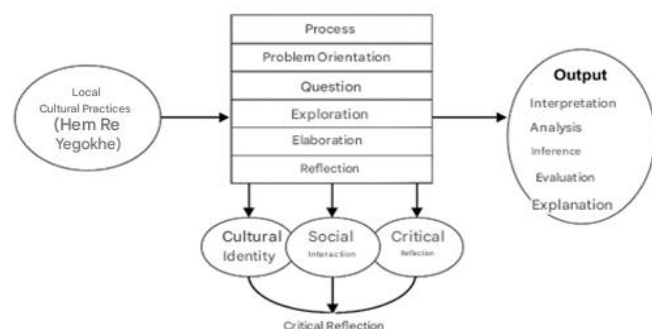 Local
Cultural Practices
(Hem Re
Yegokhe)
Process
Problem Orientation
Question
Exploration
Elaboration
Reflection
Output
Interpretation
Analysis
Inference
Evaluation
Explanation
Cultural
Identity
Social
Interaction
Critical
Reflection
Critical Reflection